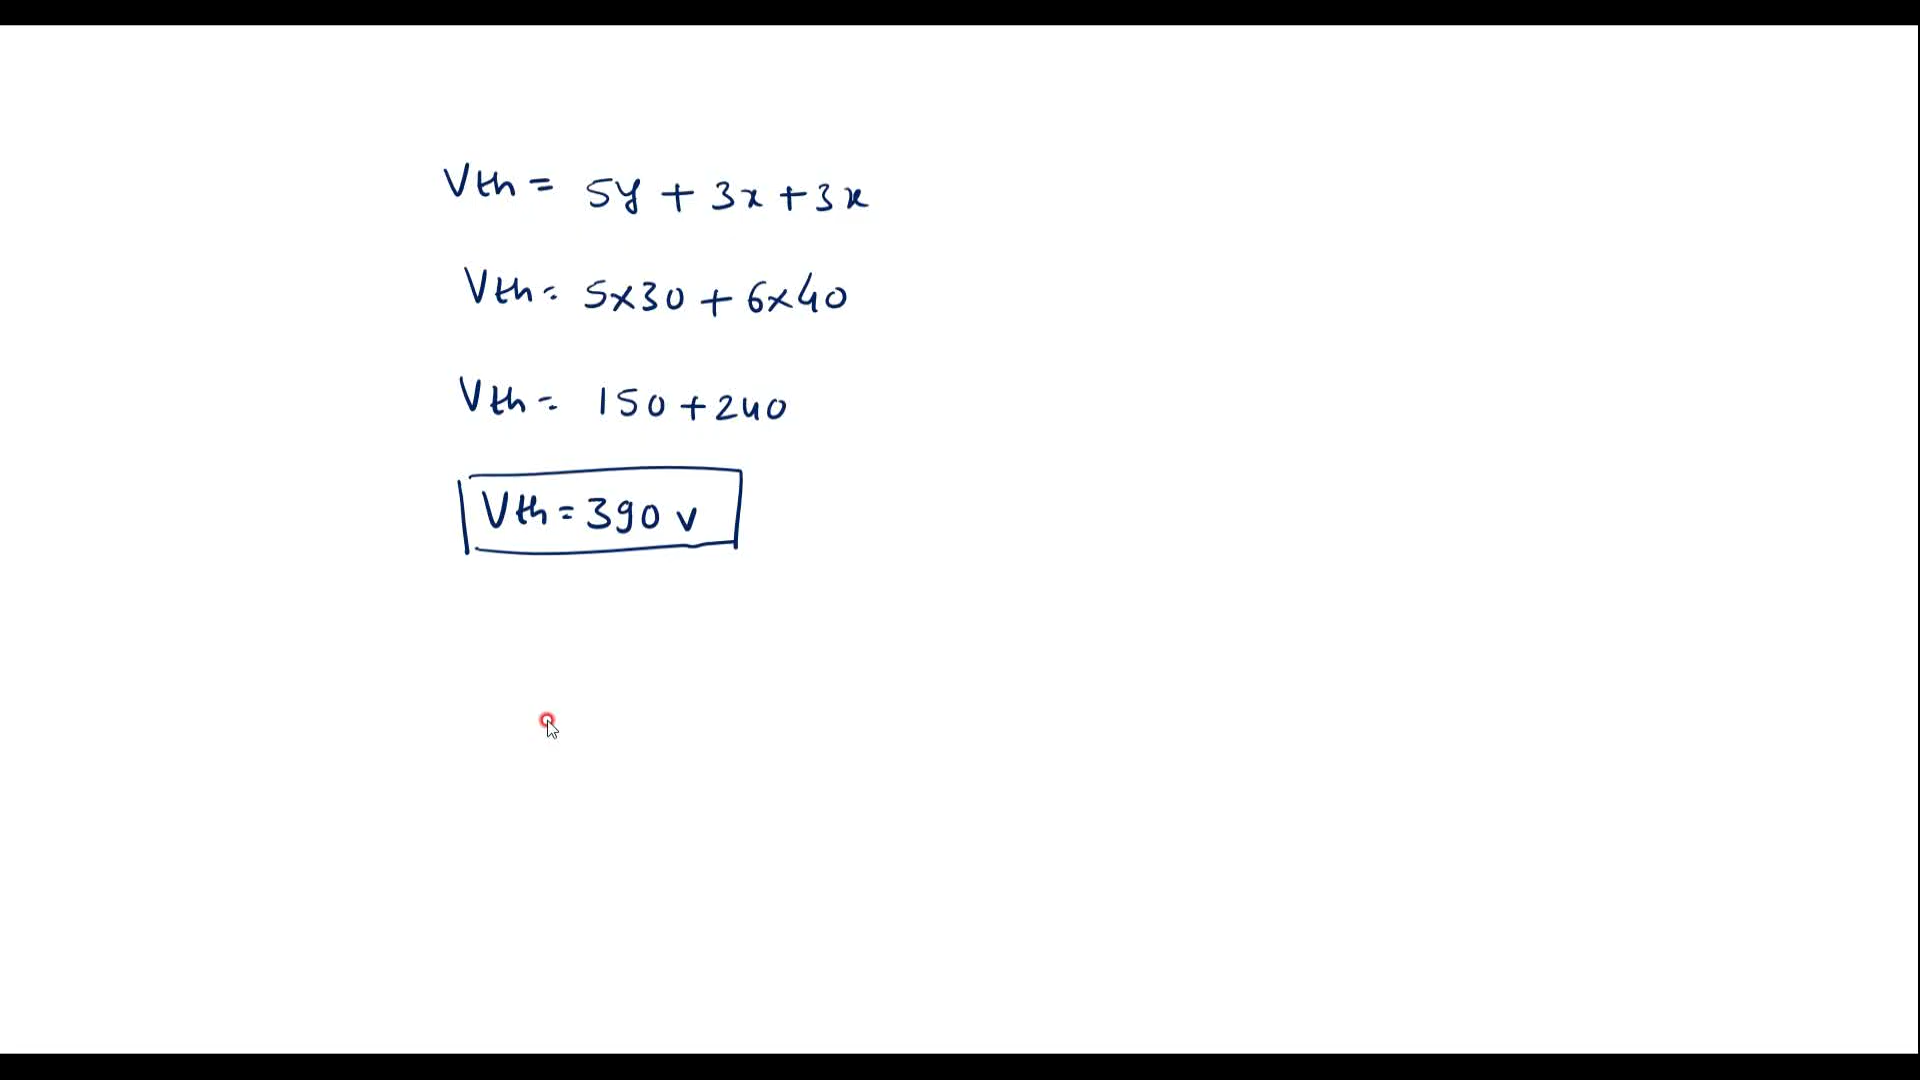 Vth = 5y + 3x + 3x
Vth = 5x30 + 6x40
Vth = 150 + 240
Vth = 390 v